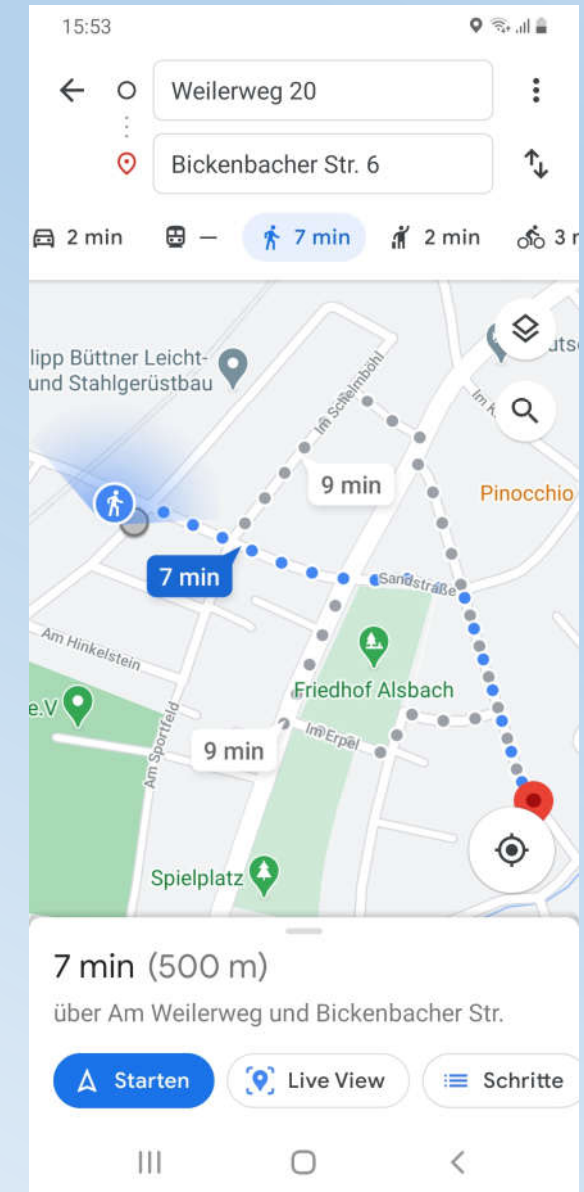 15:53
Weilerweg 20
Bickenbacher Str. 6
2 min
—
7 min
2 min
3
lipp Büttner Leicht-
und Stahlgerüstbau
Im Schelmböhl
Im
9 min
Pinocchio
7 min
Sandstraße
Am Hinkelstein
Friedhof Alsbach
e.V
Am Sportfeld
9 min
Im Erpel
Spielplatz
7 min (500 m)
über Am Weilerweg und Bickenbacher Str.
Starten
Live View
Schritte